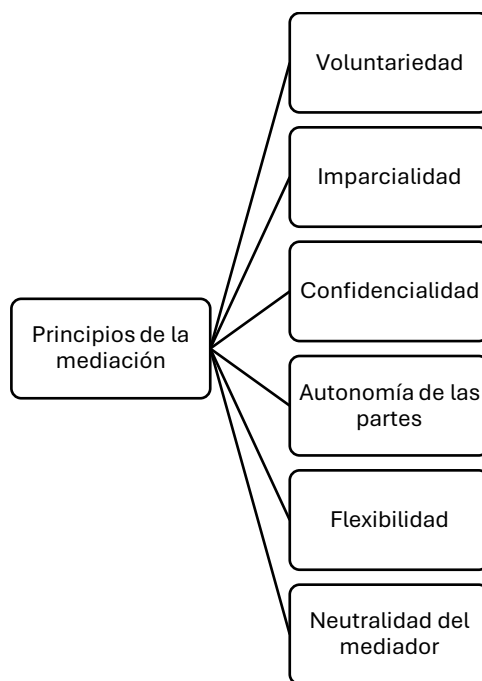 Principios de la
mediación
Voluntariedad
Imparcialidad
Confidencialidad
Autonomía de las
partes
Flexibilidad
Neutralidad del
mediador